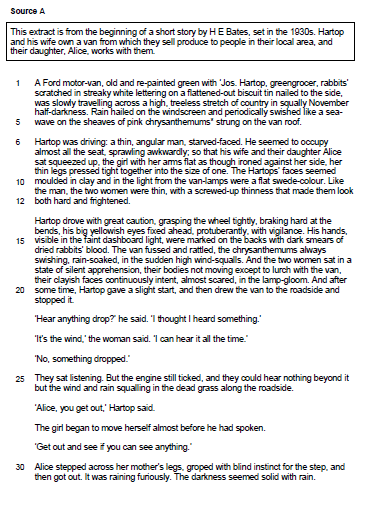 Source A
This extract is from the beginning of a short story by H E Bates, set in the 1930s. Hartop
and his wife own a van from which they sell produce to people in their local area, and
their daughter, Alice, works with them.
1 A Ford motor-van, old and re-painted green with 'Jos. Hartop, greengrocer, rabbits'
scratched in streaky white lettering on a flattened-out biscuit tin nailed to the side,
was slowly travelling across a high, treeless stretch of country in squally November
half-darkness. Rain hailed on the windscreen and periodically swished like a sea-
5 wave on the sheaves of pink chrysanthemums* strung on the van roof.
6 Hartop was driving: a thin, angular man, starved-faced. He seemed to occupy
almost all the seat, sprawling awkwardly; so that his wife and their daughter Alice
sat squeezed up, the girl with her arms flat as though ironed against her side, her
thin legs pressed tight together into the size of one. The Hartops' faces seemed
10 moulded in clay and in the light from the van-lamps were a flat swede-colour. Like
the man, the two women were thin, with a screwed-up thinness that made them look
12 both hard and frightened.
Hartop drove with great caution, grasping the wheel tightly, braking hard at the
bends, his big yellowish eyes fixed ahead, protuberantly, with vigilance. His hands,
15 visible in the faint dashboard light, were marked on the backs with dark smears of
dried rabbits' blood. The van fussed and rattled, the chrysanthemums always
swishing, rain-soaked, in the sudden high wind-squalls. And the two women sat in a
state of silent apprehension, their bodies not moving except to lurch with the van,
their clayish faces continuously intent, almost scared, in the lamp-gloom. And after
20 some time, Hartop gave a slight start, and then drew the van to the roadside and
stopped it.
'Hear anything drop?' he said. 'I thought I heard something.'
'It's the wind,' the woman said. 'I can hear it all the time.'
'No, something dropped.'
25 They sat listening. But the engine still ticked, and they could hear nothing beyond it
but the wind and rain squalling in the dead grass along the roadside.
'Alice, you get out,' Hartop said.
The girl began to move herself almost before he had spoken.
'Get out and see if you can see anything.'
30 Alice stepped across her mother's legs, groped with blind instinct for the step, and
then got out. It was raining furiously. The darkness seemed solid with rain.